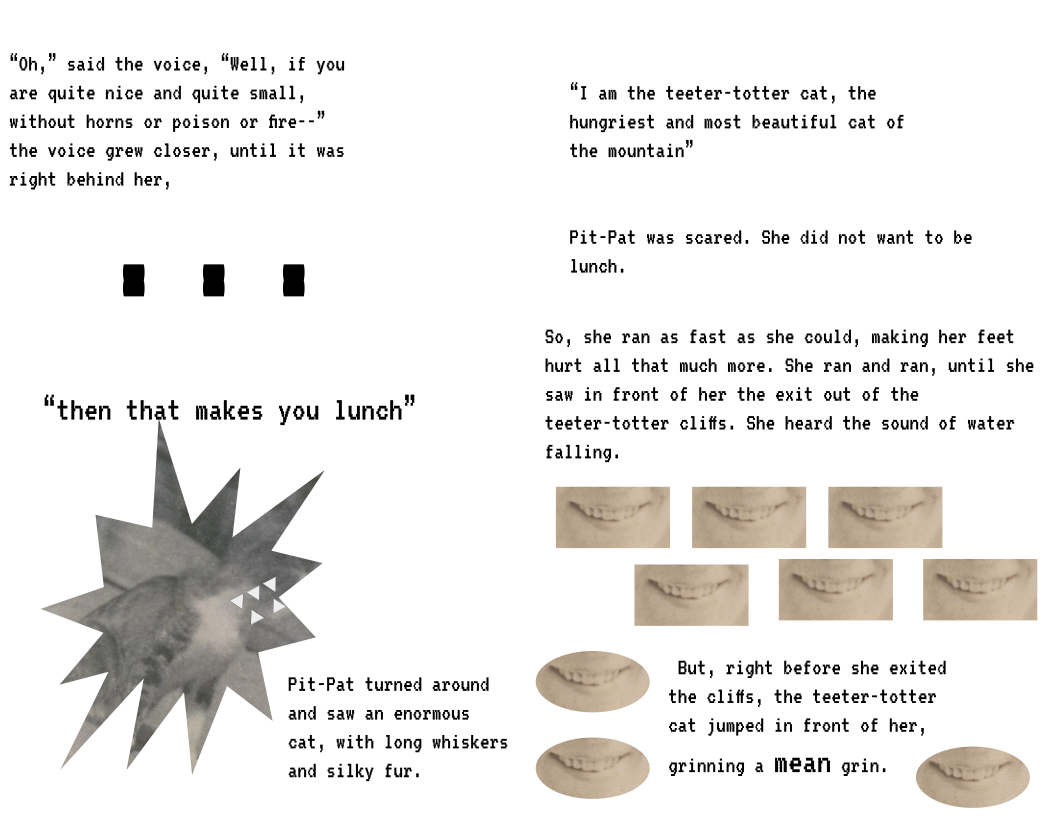 “Oh,” said the voice, “Well, if you
are quite nice and quite small,
without horns or poison or fire--”
the voice grew closer, until it was
right behind her,
“then that makes you lunch”
Pit-Pat turned around
and saw an enormous
cat, with long whiskers
and silky fur.
“I am the teeter-totter cat, the
hungriest and most beautiful cat of
the mountain”
Pit-Pat was scared. She did not want to be
lunch.
So, she ran as fast as she could, making her feet
hurt all that much more. She ran and ran, until she
saw in front of her the exit out of the
teeter-totter cliffs. She heard the sound of water
falling.
But, right before she exited
the cliffs, the teeter-totter
cat jumped in front of her,
grinning a mean grin.